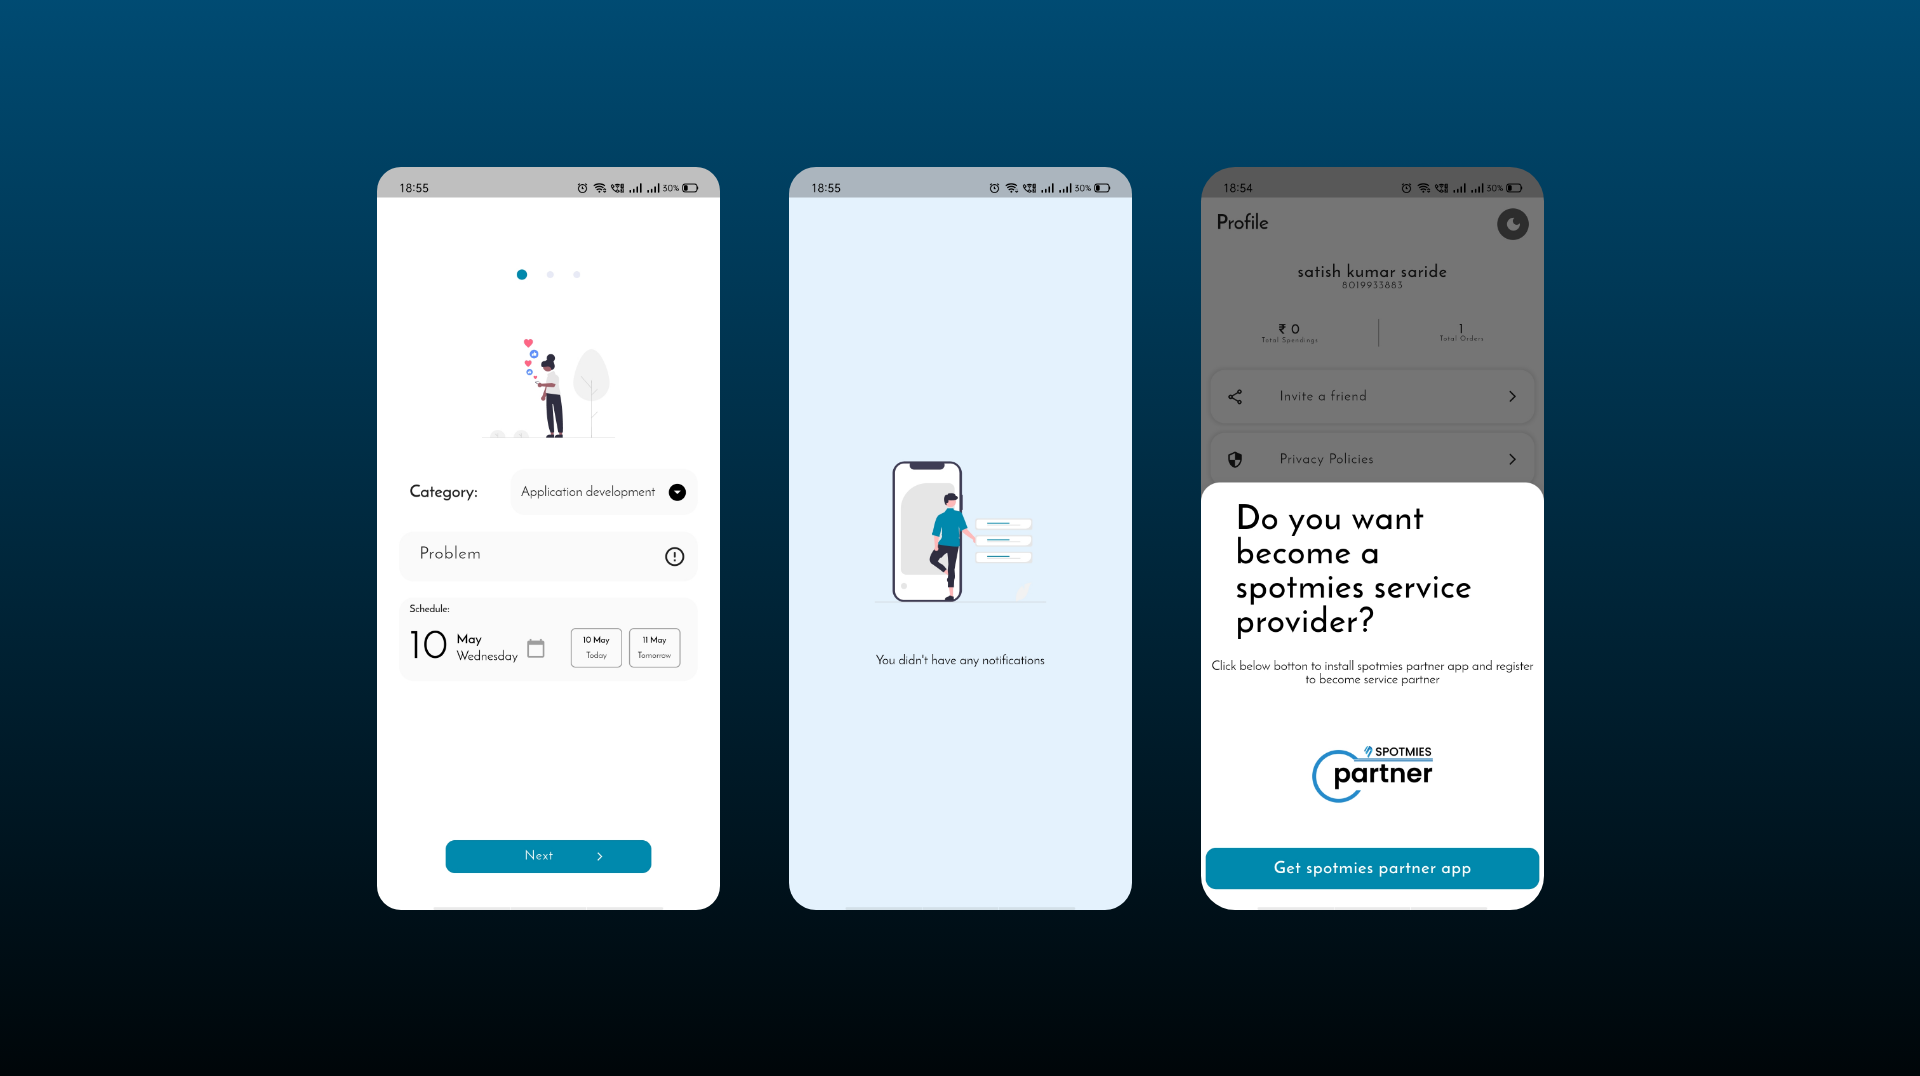 18:55
30%
Category:
Application development
Problem
Schedule:
10
May
Wednesday
10 May
Today
11 May
Tomorrow
Next
18:55
30%
You didn't have any notifications
18:54
30%
Profile
satish kumar saride
8019933883
₹ 0
Total Spendings
1
Total Orders
Invite a friend
Privacy Policies
Do you want
become a
spotmies service
provider?
Click below botton to install spotmies partner app and register
to become service partner
SPOTMIES
partner
Get spotmies partner app